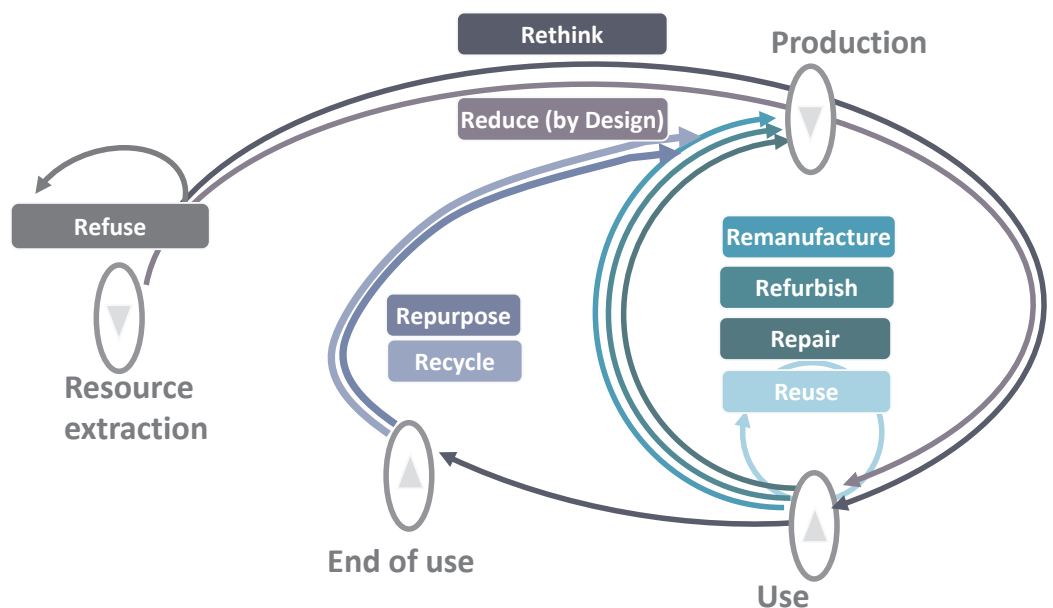 Rethink
Production
Reduce (by Design)
Refuse
Remanufacture
Refurbish
Repurpose
Repair
Recycle
Reuse
Resource
extraction
End of use
Use